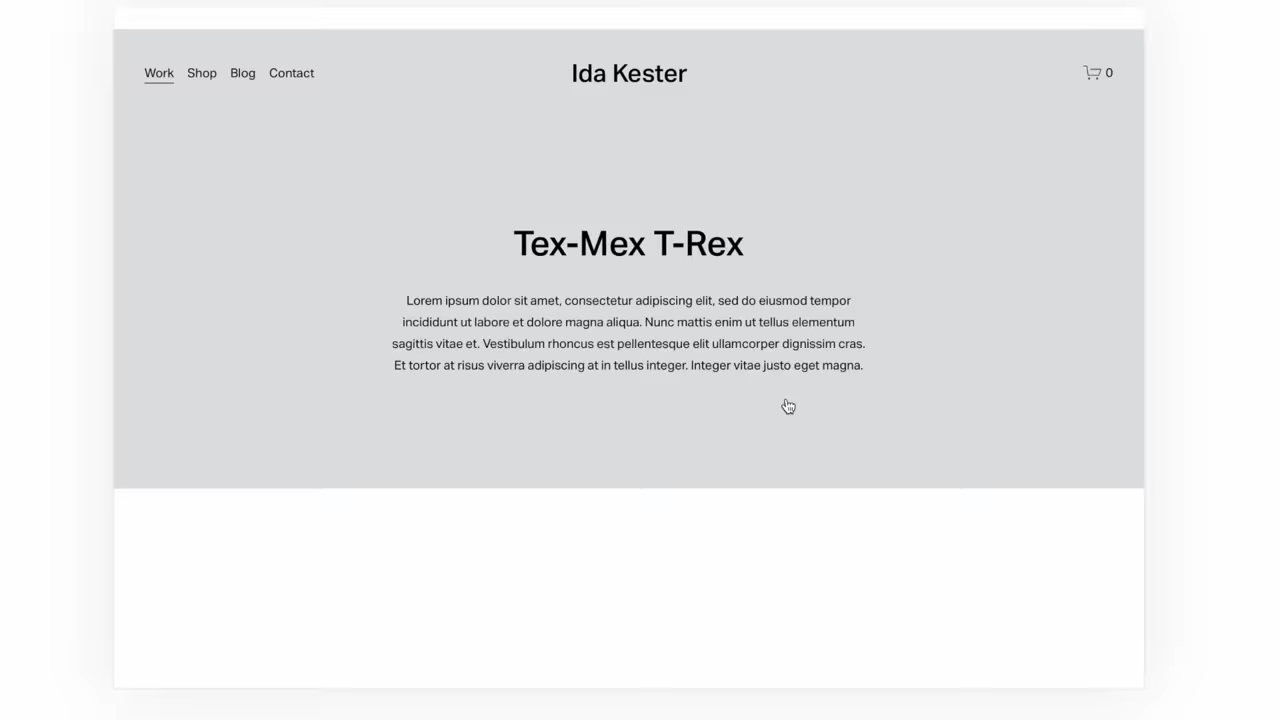 Work Shop Blog Contact
Ida Kester
0
Tex-Mex T-Rex
Lorem ipsum dolor sit amet, consectetur adipiscing elit, sed do eiusmod tempor
incididunt ut labore et dolore magna aliqua. Nunc mattis enim ut tellus elementum
sagittis vitae et. Vestibulum rhoncus est pellentesque elit ullamcorper dignissim cras.
Et tortor at risus viverra adipiscing at in tellus integer. Integer vitae justo eget magna.